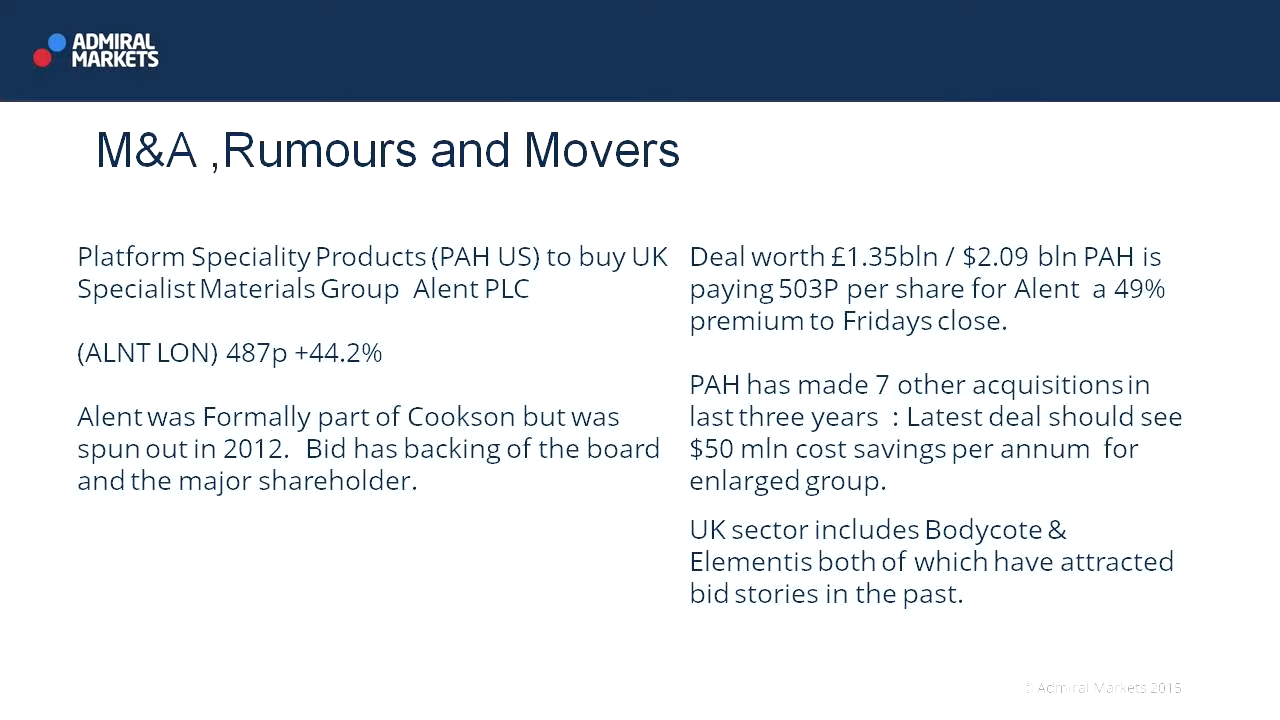 ADMIRAL
MARKETS
M&A ,Rumours and Movers
Platform Speciality Products (PAH US) to buy UK
Specialist Materials Group Alent PLC
(ALNT LON) 487p +44.2%
Alent was Formally part of Cookson but was
spun out in 2012. Bid has backing of the board
and the major shareholder.
Deal worth £1.35bln / $2.09 bln PAH is
paying 503P per share for Alent a 49%
premium to Fridays close.
PAH has made 7 other acquisitions in
last three years : Latest deal should see
$50 mln cost savings per annum for
enlarged group.
UK sector includes Bodycote &
Elementis both of which have attracted
bid stories in the past.
© Admiral Markets 2015